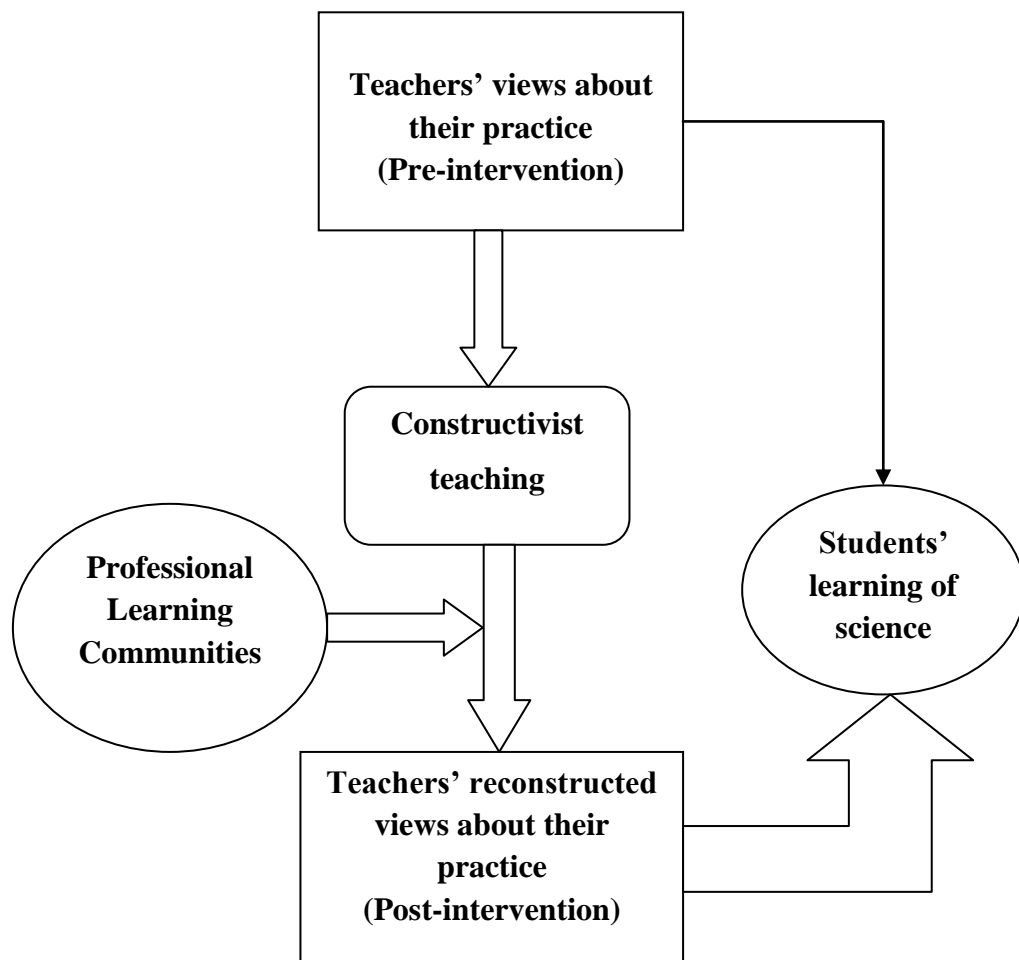 Teachers’ views about
their practice
(Pre-intervention)
Constructivist
teaching
Professional
Learning
Communities
Students’
learning of
science
Teachers’ reconstructed
views about their
practice
(Post-intervention)